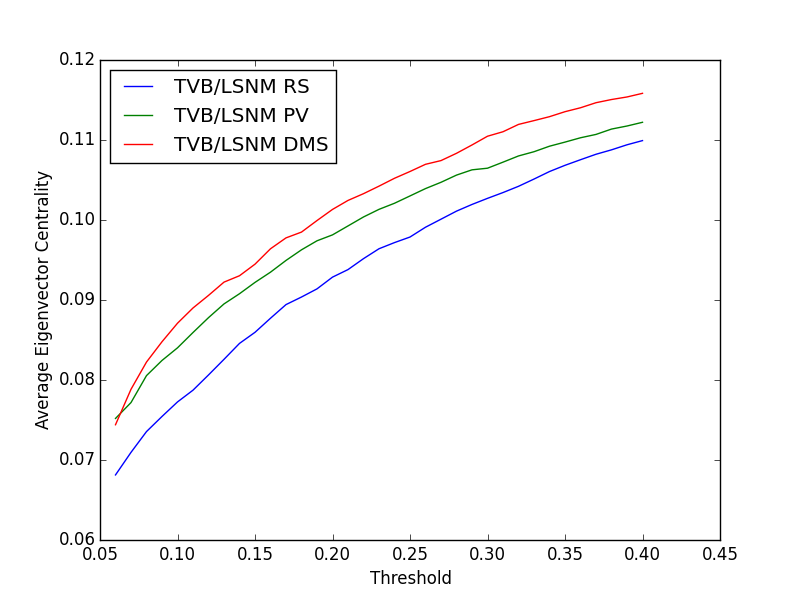 TVB/LSNM RS
TVB/LSNM PV
TVB/LSNM DMS
Average Eigenvector Centrality
0.12
0.11
0.10
0.09
0.08
0.07
0.06
0.05 0.10 0.15 0.20 0.25 0.30 0.35 0.40 0.45
Threshold